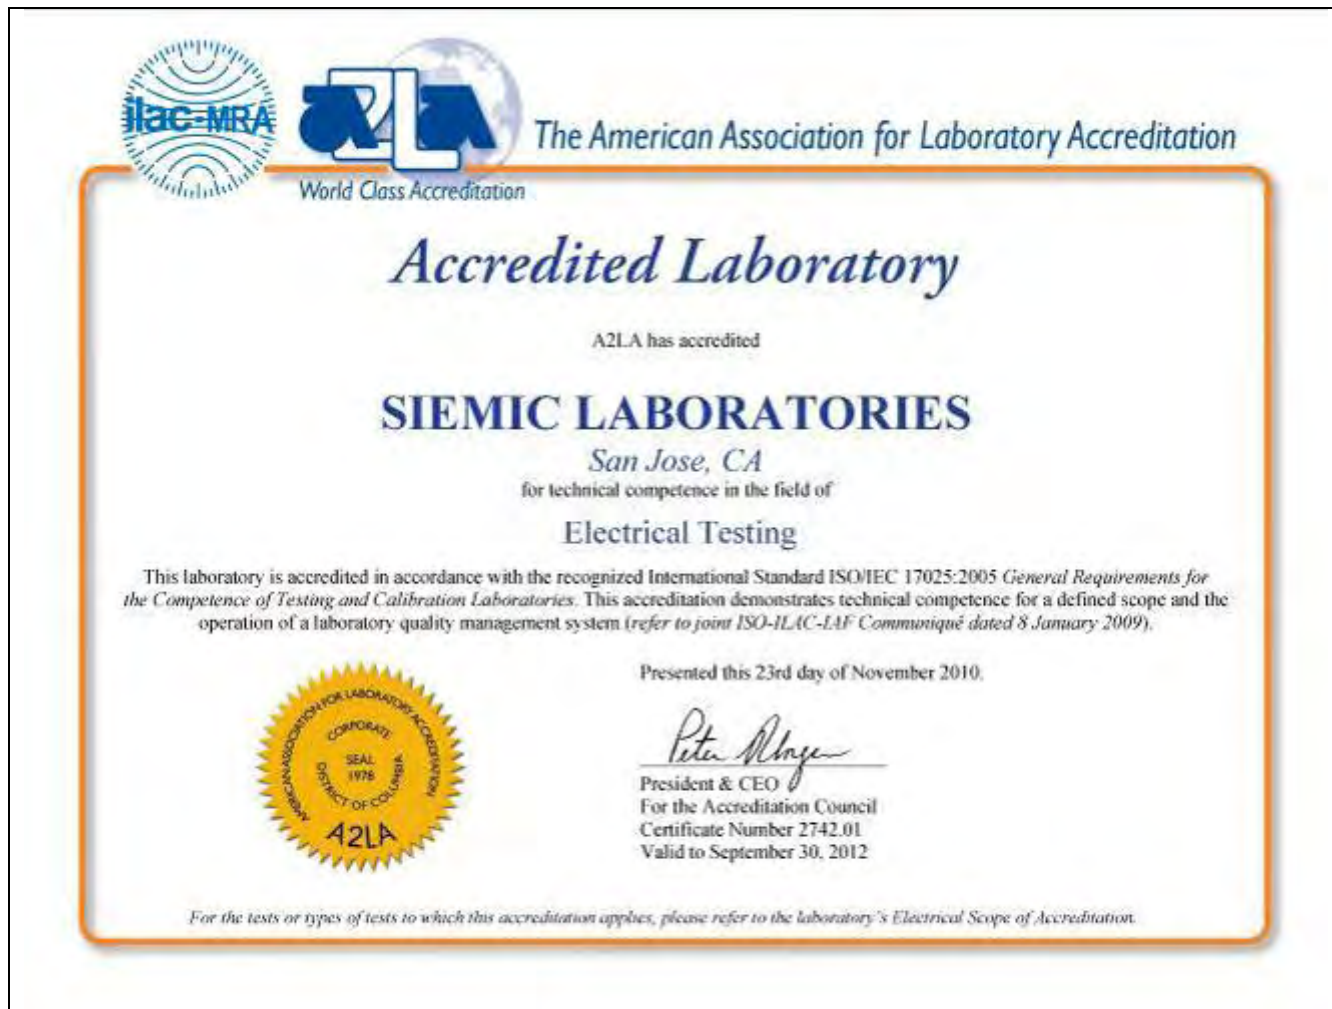 ilac-MRA
a2la
World Class Accreditation
The American Association for Laboratory Accreditation
Accredited Laboratory
A2LA has accredited
SIEMIC LABORATORIES
San Jose, CA
for technical competence in the field of
Electrical Testing
This laboratory is accredited in accordance with the recognized International Standard ISO/IEC 17025:2005 General Requirements for
the Competence of Testing and Calibration Laboratories. This accreditation demonstrates technical competence for a defined scope and the
operation of a laboratory quality management system (refer to joint ISO-ILAC-IAF Communiqué dated 8 January 2009).
Presented this 23rd day of November 2010.
Peter
President & CEO
For the Accreditation Council
Certificate Number 2742.01
Valid to September 30, 2012
AMERICAN ASSOCIATION FOR LABORATORY ACCREDITATION
CORPORATE
SEAL
1978
DISTRICT OF COLUMBIA
A2LA
For the tests or types of tests to which this accreditation applies, please refer to the laboratory's Electrical Scope of Accreditation.